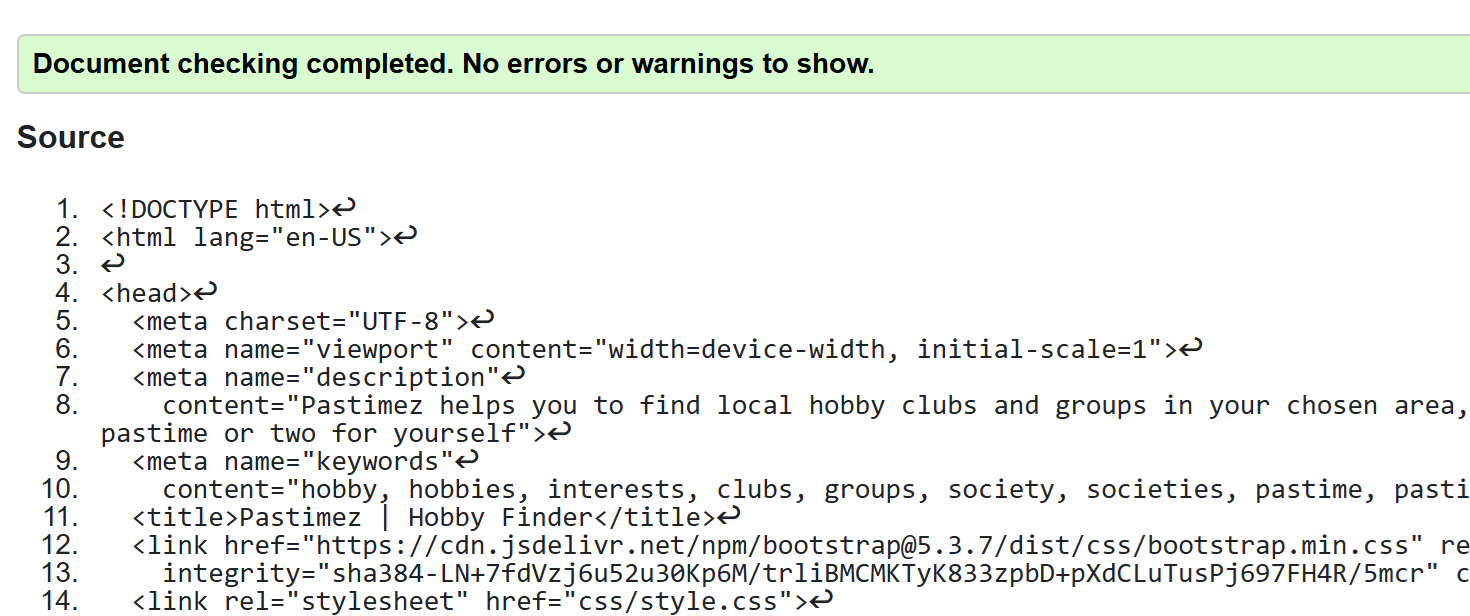 Document checking completed. No errors or warnings to show.
Source
1. <!DOCTYPE html>↩
2. <html lang="en-US">↩
3. ↩
4. <head>↩
5. <meta charset="UTF-8">↩
6. <meta name="viewport" content="width=device-width, initial-scale=1">↩
7. <meta name="description"↩
8. content="Pastimez helps you to find local hobby clubs and groups in your chosen area,
pastime or two for yourself">↩
9. <meta name="keywords"↩
10. content="hobby, hobbies, interests, clubs, groups, society, societies, pastime, pasti
11. <title>Pastimez | Hobby Finder</title>↩
12. <link href="https://cdn.jsdelivr.net/npm/bootstrap@5.3.7/dist/css/bootstrap.min.css" re
13. integrity="sha384-LN+7fdVzj6u52u30Kp6M/trliBMCMKTyK833zpbD+pXdCLuTusPj697FH4R/5mcr" c
14. <link rel="stylesheet" href="css/style.css">↩